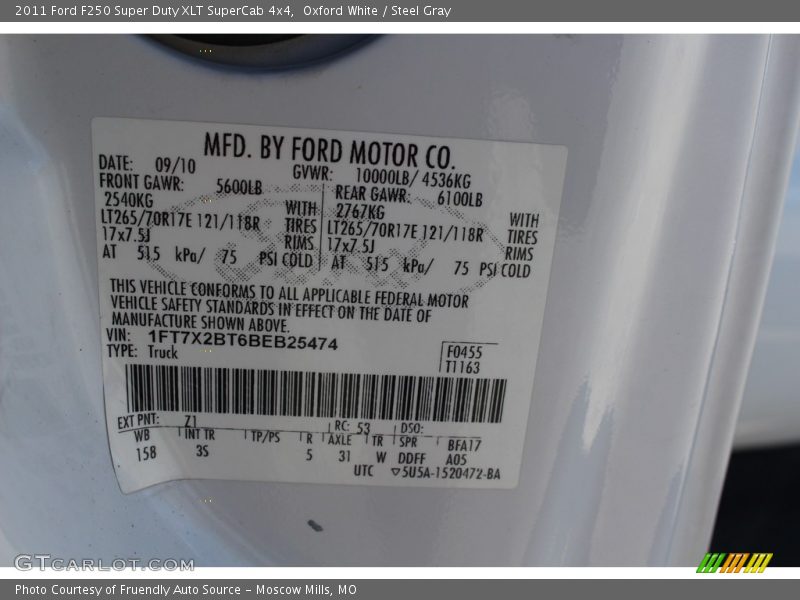 2011 Ford F250 Super Duty XLT SuperCab 4x4, Oxford White / Steel Gray
MFD. BY FORD MOTOR CO.
DATE: 09/10 GVWR: 10000LB/ 4536KG
FRONT GAWR: 5600LB REAR GAWR: 6100LB
2540KG WITH 2767KG WITH
LT265/70R17E 121/118R TIRES LT265/70R17E 121/118R TIRES
17x7.5J RIMS 17x7.5J RIMS
AT 515 kPa/ 75 PSI COLD AT 515 kPa/ 75 PSI COLD
THIS VEHICLE CONFORMS TO ALL APPLICABLE FEDERAL MOTOR
VEHICLE SAFETY STANDARDS IN EFFECT ON THE DATE OF
MANUFACTURE SHOWN ABOVE.
VIN: 1FT7X2BT6BEB25474
TYPE: Truck
F0455
T1163
EXT PNT: Z1 RC: 53 DSO:
WB INT TR TP/PS R AXLE TR SPR BFA17
158 3S 5 31 W DDFF A05
UTC ▽5U5A-1520472-BA
GTCarLot.com
Photo Courtesy of Fruendly Auto Source - Moscow Mills, MO